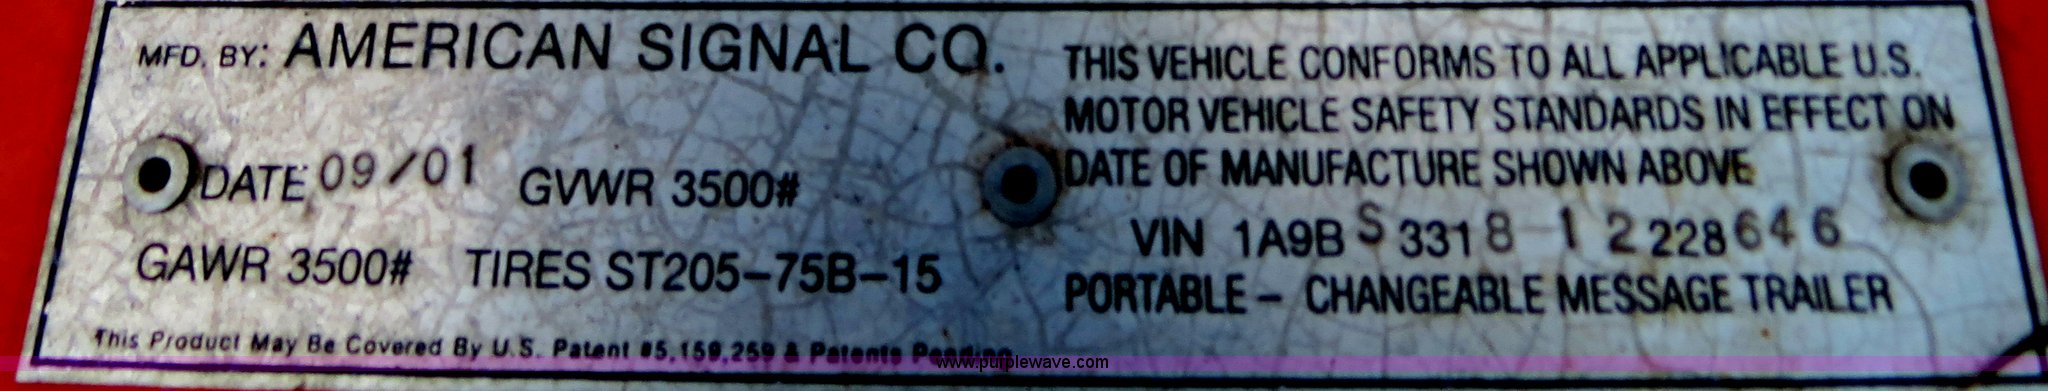 MFD. BY: AMERICAN SIGNAL CO.
DATE 09/01 GVWR 3500#
GAWR 3500# TIRES ST205-75B-15
This Product May Be Covered By U.S. Patent #5,159,259 & Patents Pending
THIS VEHICLE CONFORMS TO ALL APPLICABLE U.S.
MOTOR VEHICLE SAFETY STANDARDS IN EFFECT ON
DATE OF MANUFACTURE SHOWN ABOVE
VIN 1A9BS3318 12228646
PORTABLE - CHANGEABLE MESSAGE TRAILER
www.purplewave.com